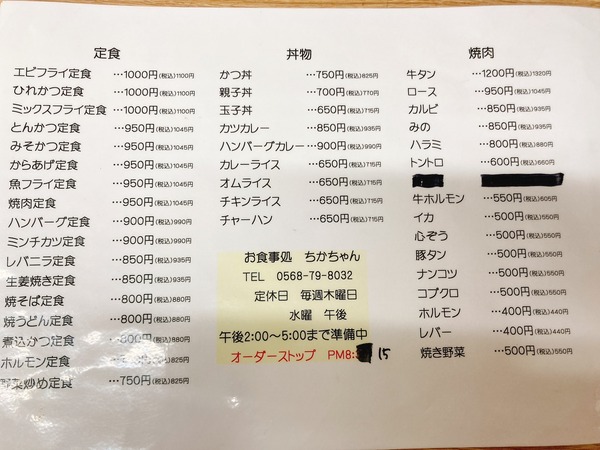 定食
エビフライ定食 …1000円(税込)1100円
ひれかつ定食 …1000円(税込)1100円
ミックスフライ定食 …1000円(税込)1100円
とんかつ定食 …950円(税込)1045円
みそかつ定食 …950円(税込)1045円
からあげ定食 …950円(税込)1045円
魚フライ定食 …950円(税込)1045円
焼肉定食 …950円(税込)1045円
ハンバーグ定食 …900円(税込)990円
ミンチカツ定食 …900円(税込)990円
レバニラ定食 …850円(税込)935円
生姜焼き定食 …850円(税込)935円
焼そば定食 …800円(税込)880円
焼うどん定食 …800円(税込)880円
煮込かつ定食 …800円(税込)880円
ホルモン定食 …750円(税込)825円
野菜炒め定食 …750円(税込)825円
丼物
かつ丼 …750円(税込)825円
親子丼 …700円(税込)770円
玉子丼 …650円(税込)715円
カツカレー …850円(税込)935円
ハンバーグカレー …900円(税込)990円
カレーライス …650円(税込)715円
オムライス …650円(税込)715円
チキンライス …650円(税込)715円
チャーハン …650円(税込)715円
お食事処 ちかちゃん
TEL 0568-79-8032
定休日 毎週木曜日
水曜 午後
午後2:00~5:00まで準備中
オーダーストップ PM8:15
焼肉
牛タン …1200円(税込)1320円
ロース …950円(税込)1045円
カルビ …850円(税込)935円
みの …850円(税込)935円
ハラミ …800円(税込)880円
トントロ …600円(税込)660円
牛ホルモン …550円(税込)605円
イカ …500円(税込)550円
心ぞう …500円(税込)550円
豚タン …500円(税込)550円
ナンコツ …500円(税込)550円
コブクロ …500円(税込)550円
ホルモン …400円(税込)440円
レバー …400円(税込)440円
焼き野菜 …500円(税込)550円